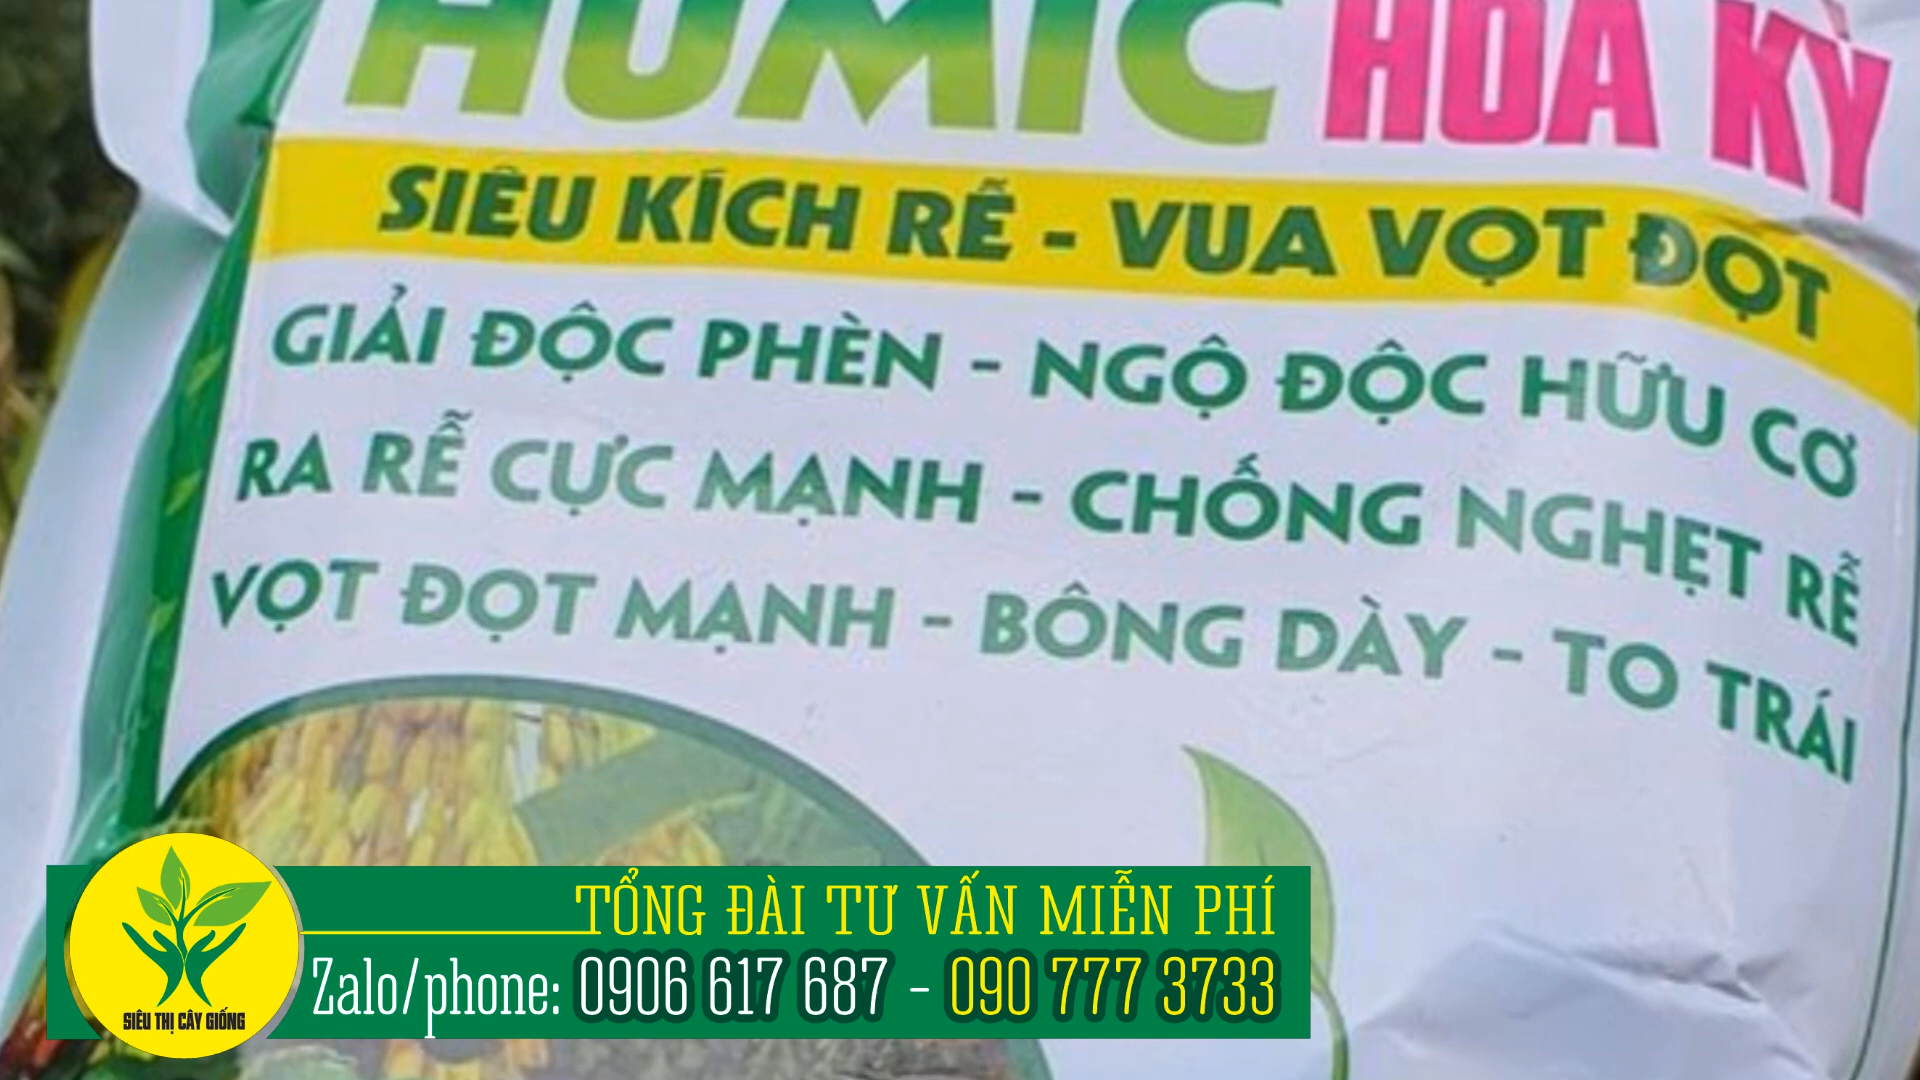 HUMIC HOA KỲ
SIÊU KÍCH RỄ - VUA VỌT ĐỌT
GIẢI ĐỘC PHÈN - NGỘ ĐỘC HỮU CƠ
RA RỄ CỰC MẠNH - CHỐNG NGHẸT RỄ
VỌT ĐỌT MẠNH - BÔNG DÀY - TO TRÁI
TỔNG ĐÀI TƯ VẤN MIỄN PHÍ
Zalo/phone: 0906 617 687 - 090 777 3733
SIÊU THỊ CÂY GIỐNG